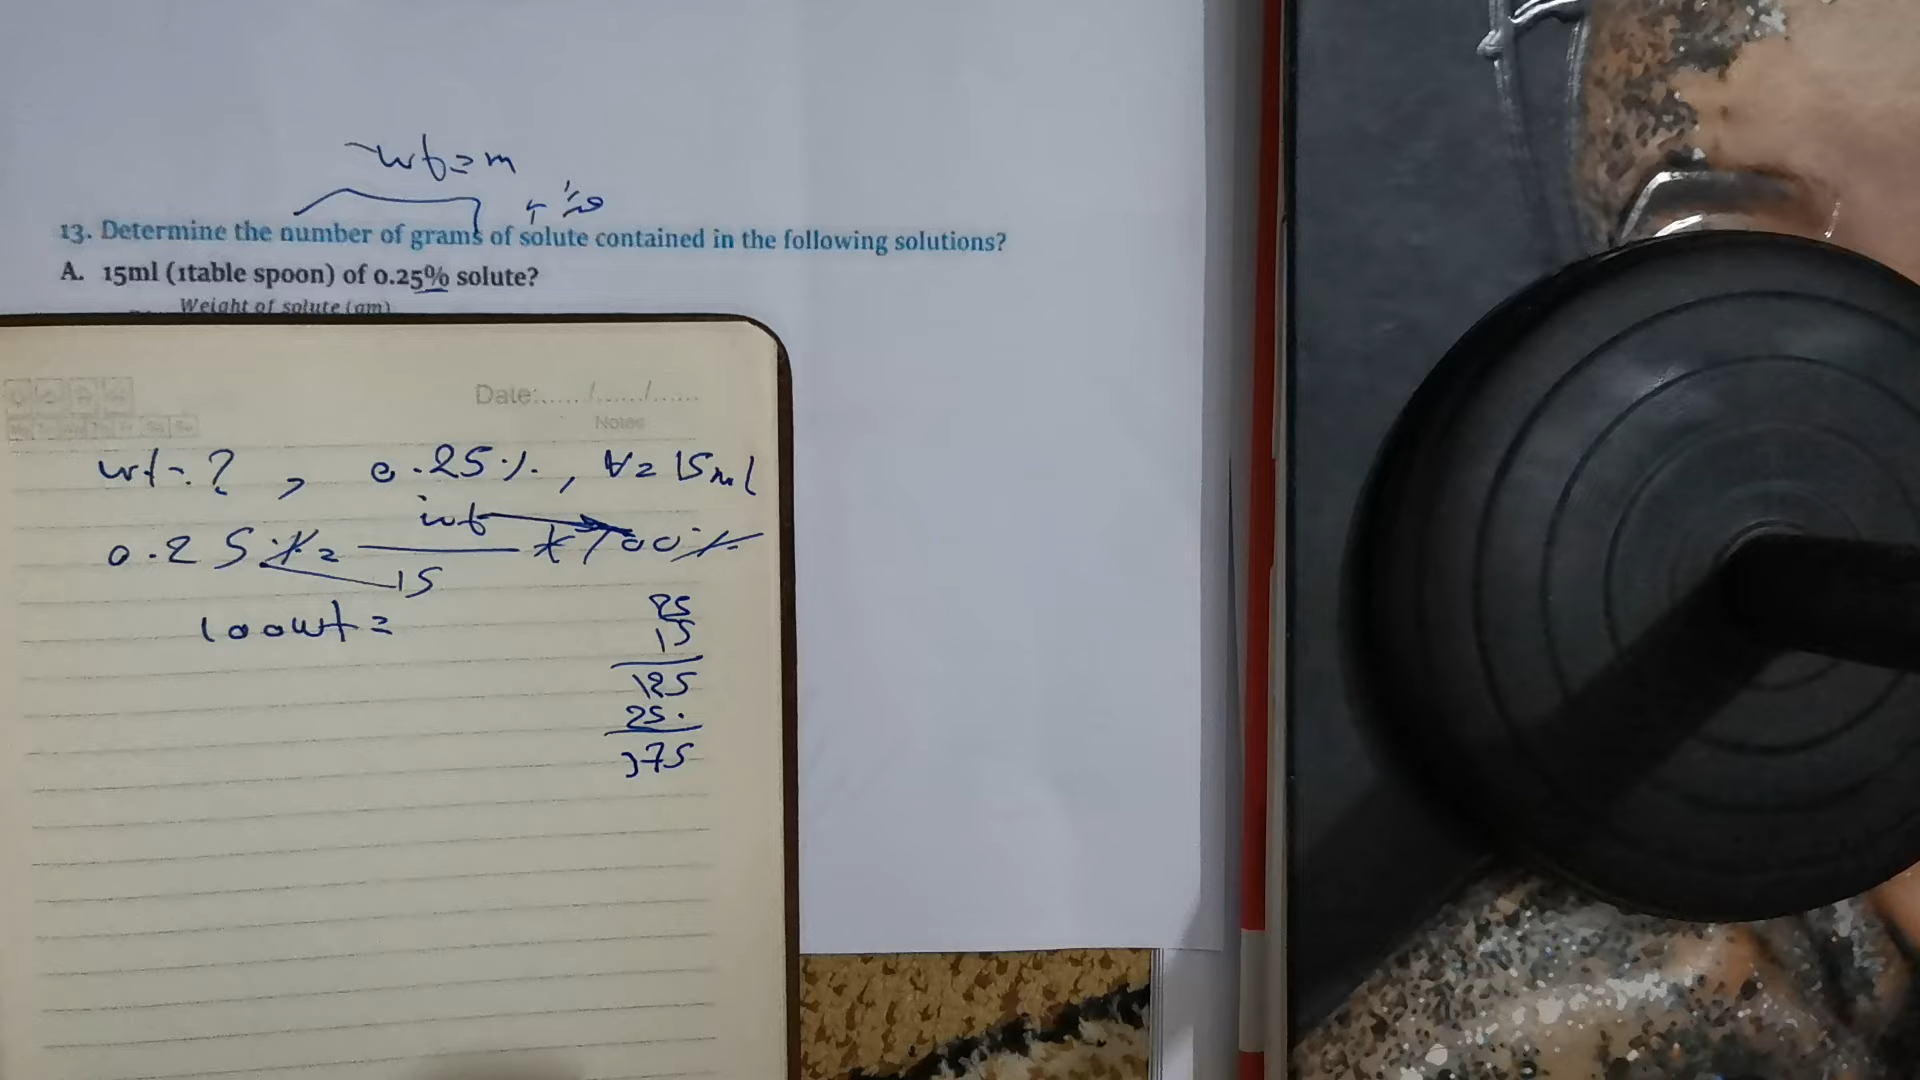 wt=m
13. Determine the number of grams of solute contained in the following solutions?
A. 15ml (1table spoon) of 0.25% solute?
Weight of solute (gm)
Date:...../....../......
Notes
wt=? , 0.25%, V=15ml
wt
0.25%= ——— * 100%
15
100wt=
25
15
125
25.
375